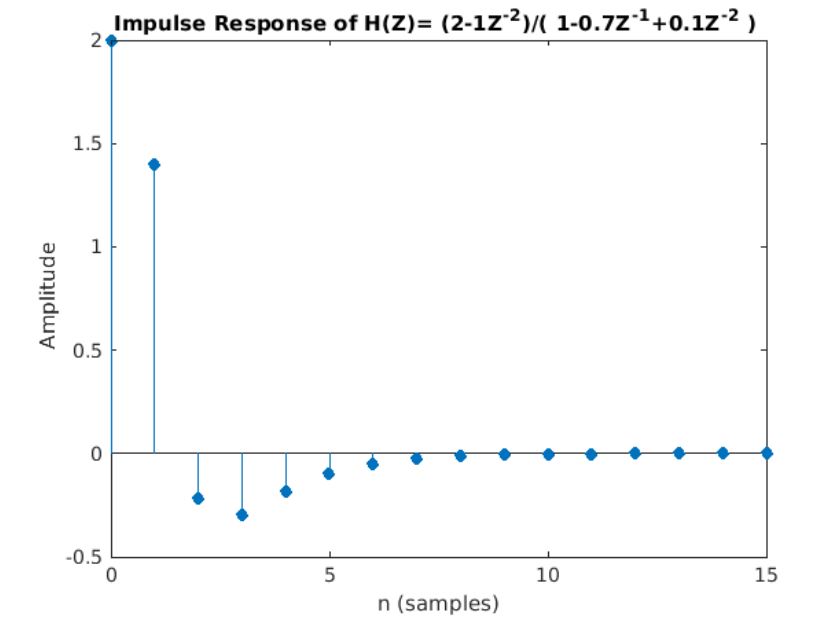 Impulse Response of H(Z)= (2-1Z⁻²)/( 1-0.7Z⁻¹+0.1Z⁻² )
2
1.5
1
0.5
0
-0.5
Amplitude
0 5 10 15
n (samples)